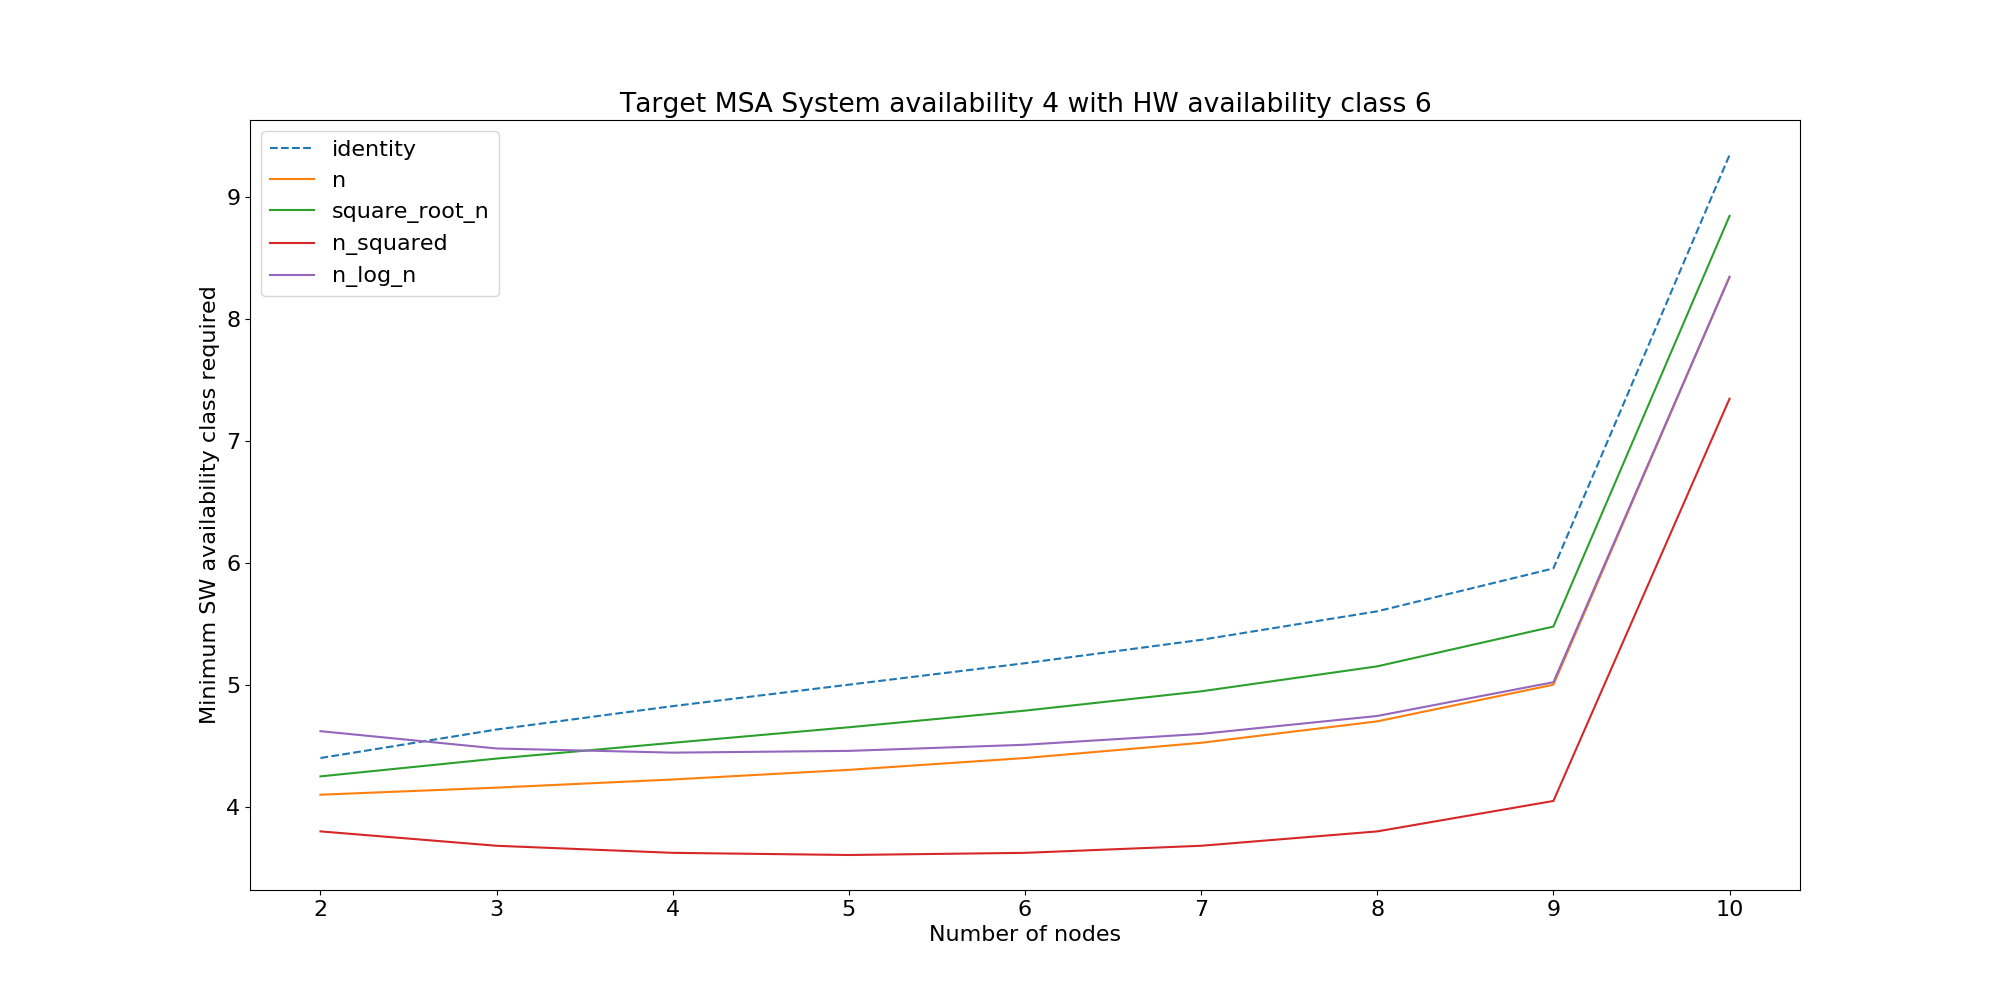 Target MSA System availability 4 with HW availability class 6
identity
n
square_root_n
n_squared
n_log_n
Minimum SW availability class required
9
8
7
6
5
4
2 3 4 5 6 7 8 9 10
Number of nodes